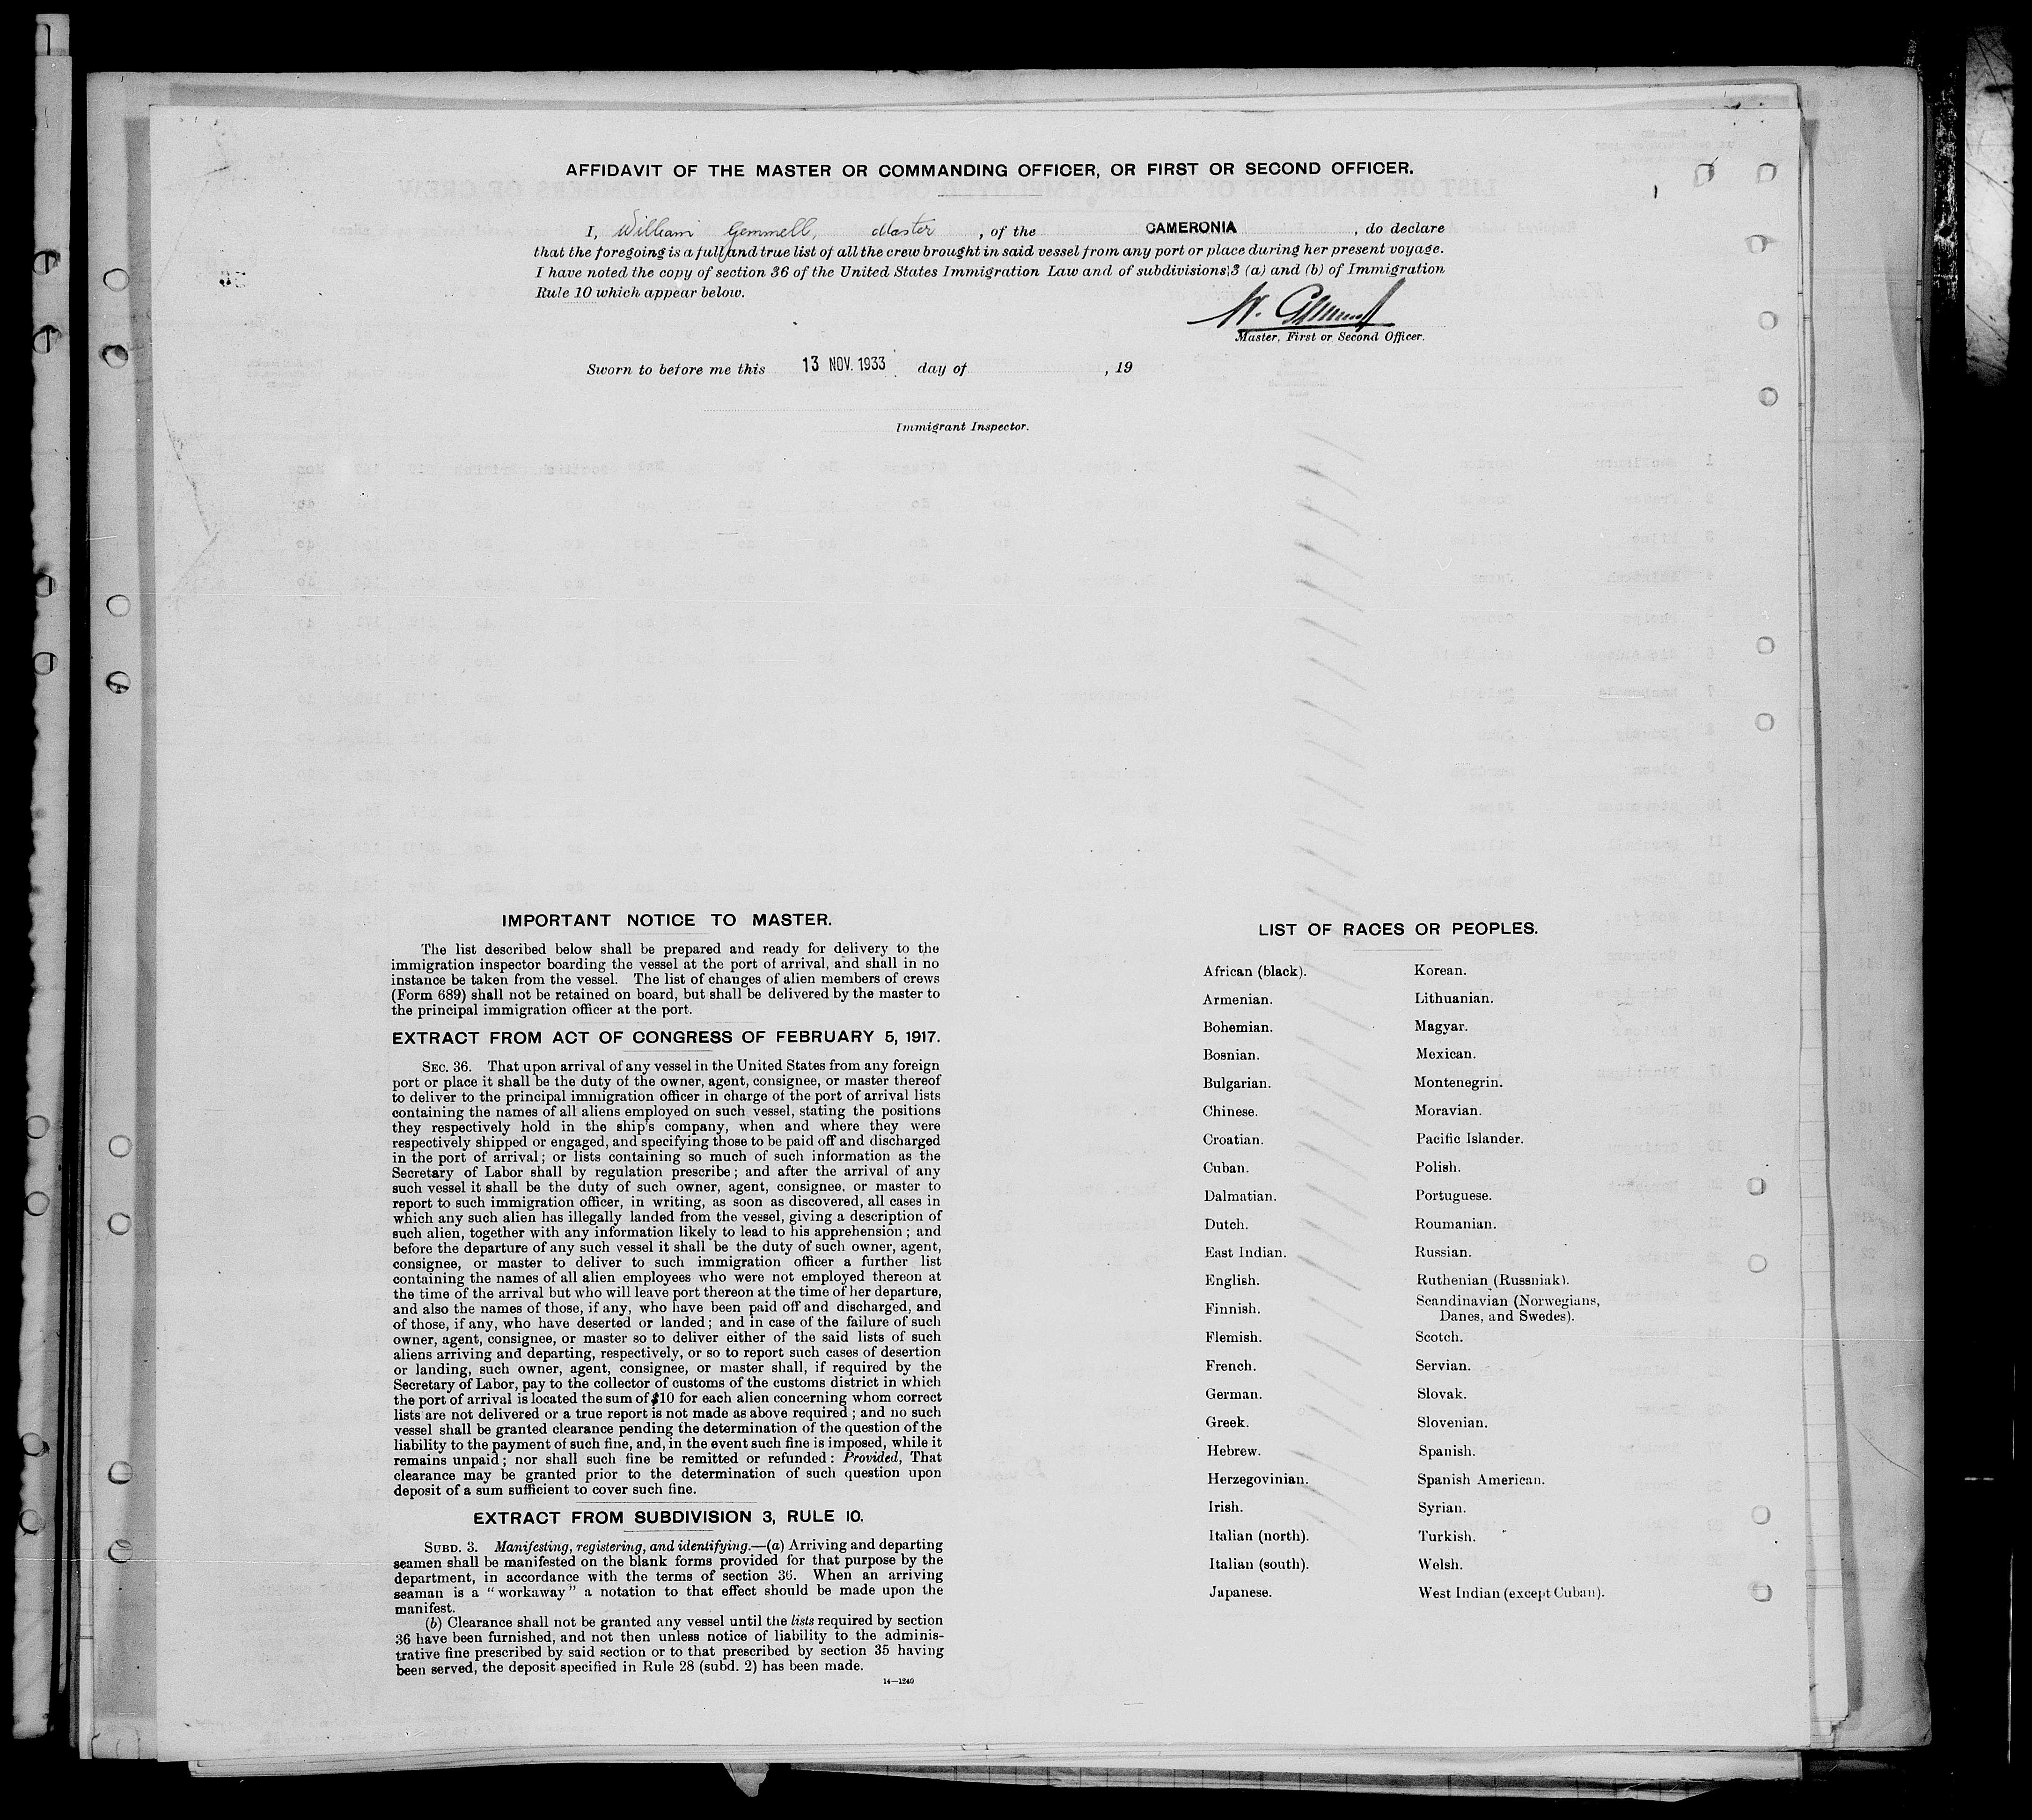 AFFIDAVIT OF THE MASTER OR COMMANDING OFFICER, OR FIRST OR SECOND OFFICER.
I, William Gemmell, Master, of the CAMERONIA, do declare
that the foregoing is a full and true list of all the crew brought in said vessel from any port or place during her present voyage.
I have noted the copy of section 36 of the United States Immigration Law and of subdivisions 3 (a) and (b) of Immigration
Rule 10 which appear below.
W. Gemmell
Master, First or Second Officer.
Sworn to before me this 13 NOV. 1933 day of , 19
Immigrant Inspector.
IMPORTANT NOTICE TO MASTER.
The list described below shall be prepared and ready for delivery to the
immigration inspector boarding the vessel at the port of arrival, and shall in no
instance be taken from the vessel. The list of changes of alien members of crews
(Form 689) shall not be retained on board, but shall be delivered by the master to
the principal immigration officer at the port.
EXTRACT FROM ACT OF CONGRESS OF FEBRUARY 5, 1917.
SEC. 36. That upon arrival of any vessel in the United States from any foreign
port or place it shall be the duty of the owner, agent, consignee, or master thereof
to deliver to the principal immigration officer in charge of the port of arrival lists
containing the names of all aliens employed on such vessel, stating the positions
they respectively hold in the ship's company, when and where they were
respectively shipped or engaged, and specifying those to be paid off and discharged
in the port of arrival; or lists containing so much of such information as the
Secretary of Labor shall by regulation prescribe; and after the arrival of any
such vessel it shall be the duty of such owner, agent, consignee, or master to
report to such immigration officer, in writing, as soon as discovered, all cases in
which any such alien has illegally landed from the vessel, giving a description of
such alien, together with any information likely to lead to his apprehension; and
before the departure of any such vessel it shall be the duty of such owner, agent,
consignee, or master to deliver to such immigration officer a further list
containing the names of all alien employees who were not employed thereon at
the time of the arrival but who will leave port thereon at the time of her departure,
and also the names of those, if any, who have been paid off and discharged, and
of those, if any, who have deserted or landed; and in case of the failure of such
owner, agent, consignee, or master so to deliver either of the said lists of such
aliens arriving and departing, respectively, or so to report such cases of desertion
or landing, such owner, agent, consignee, or master shall, if required by the
Secretary of Labor, pay to the collector of customs of the customs district in which
the port of arrival is located the sum of $10 for each alien concerning whom correct
lists are not delivered or a true report is not made as above required; and no such
vessel shall be granted clearance pending the determination of the question of the
liability to the payment of such fine, and, in the event such fine is imposed, while it
remains unpaid; nor shall such fine be remitted or refunded: Provided, That
clearance may be granted prior to the determination of such question upon
deposit of a sum sufficient to cover such fine.
EXTRACT FROM SUBDIVISION 3, RULE 10.
SUBD. 3. Manifesting, registering, and identifying.—(a) Arriving and departing
seamen shall be manifested on the blank forms provided for that purpose by the
department, in accordance with the terms of section 36. When an arriving
seaman is a "workaway" a notation to that effect should be made upon the
manifest.
(b) Clearance shall not be granted any vessel until the lists required by section
36 have been furnished, and not then unless notice of liability to the adminis-
trative fine prescribed by said section or to that prescribed by section 35 having
been served, the deposit specified in Rule 28 (subd. 2) has been made.
14—1240
LIST OF RACES OR PEOPLES.
African (black).
Armenian.
Bohemian.
Bosnian.
Bulgarian.
Chinese.
Croatian.
Cuban.
Dalmatian.
Dutch.
East Indian.
English.
Finnish.
Flemish.
French.
German.
Greek.
Hebrew.
Herzegovinian.
Irish.
Italian (north).
Italian (south).
Japanese.
Korean.
Lithuanian.
Magyar.
Mexican.
Montenegrin.
Moravian.
Pacific Islander.
Polish.
Portuguese.
Roumanian.
Russian.
Ruthenian (Russniak).
Scandinavian (Norwegians,
Danes, and Swedes).
Scotch.
Servian.
Slovak.
Slovenian.
Spanish.
Spanish American.
Syrian.
Turkish.
Welsh.
West Indian (except Cuban).